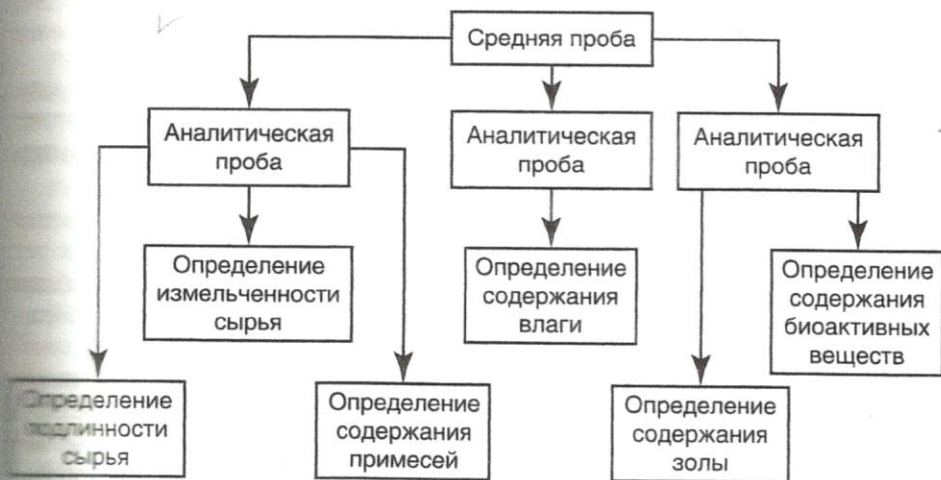 Средняя проба
Аналитическая
проба
Аналитическая
проба
Аналитическая
проба
Определение
измельченности
сырья
Определение
содержания
влаги
Определение
содержания
биоактивных
веществ
Определение
подлинности
сырья
Определение
содержания
примесей
Определение
содержания
золы